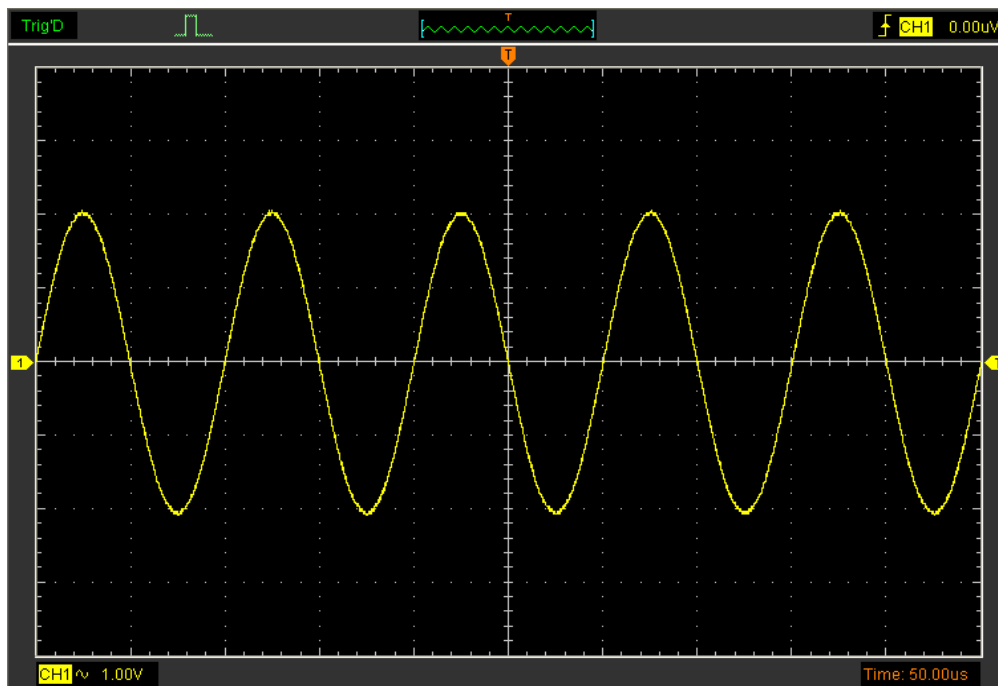 Trig'D
T
CH1 0.00uV
T
1
T
CH1 ∿ 1.00V
Time: 50.00us